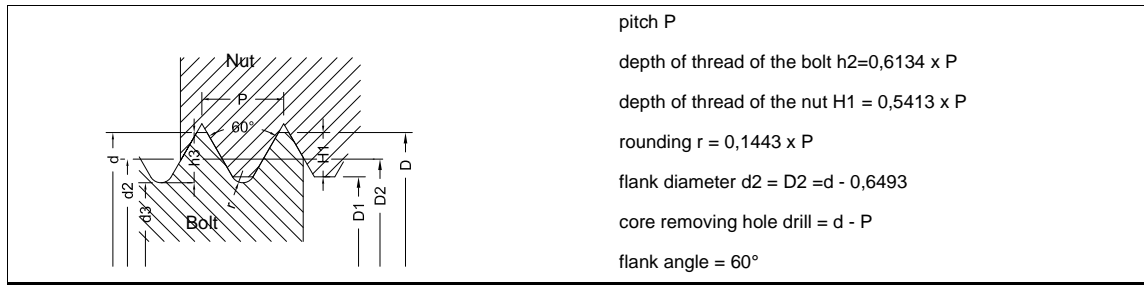 Nut
P
60°
h3
H1
d
d2
d3
r
D1
D2
D
Bolt
pitch P
depth of thread of the bolt h2=0,6134 x P
depth of thread of the nut H1 = 0,5413 x P
rounding r = 0,1443 x P
flank diameter d2 = D2 =d - 0,6493
core removing hole drill = d - P
flank angle = 60°